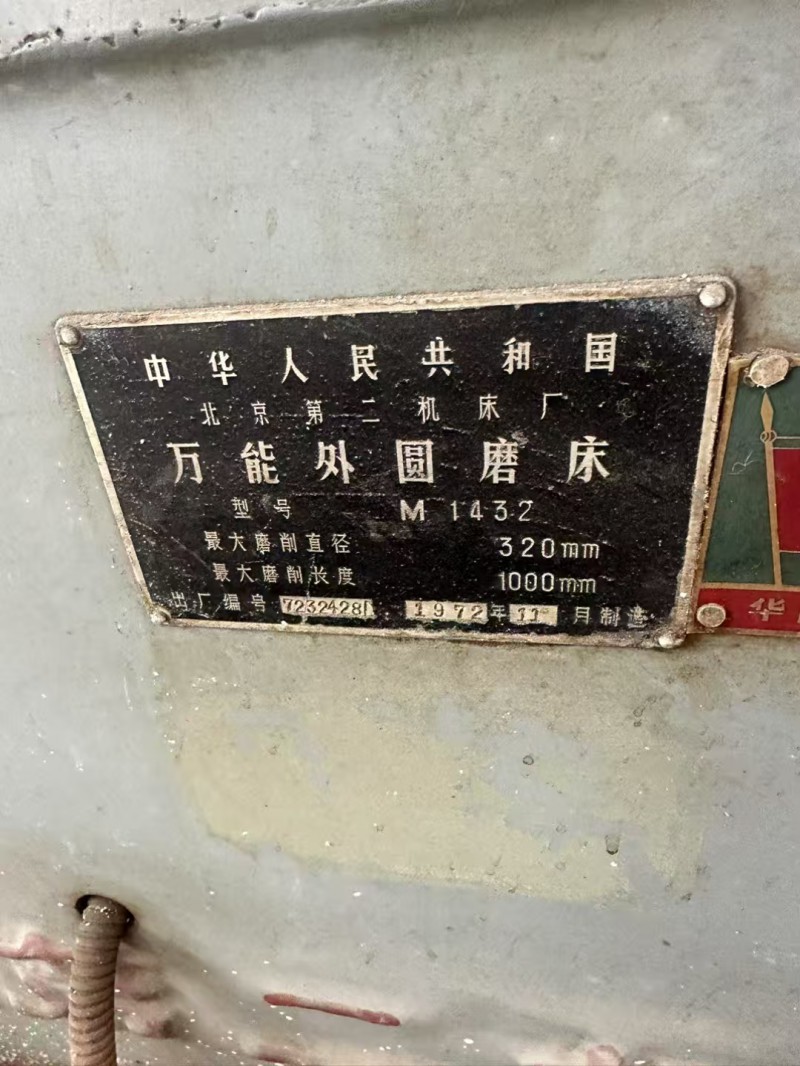 中华人民共和国
北京第二机床厂
万能外圆磨床
型号 M1432
最大磨削直径 320mm
最大磨削长度 1000mm
出厂编号 7232428 1972年11月制造
华